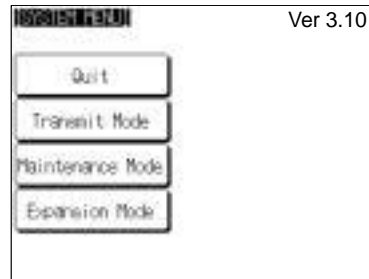 [SYSTEM MENU] Ver 3.10
Quit
Transmit Mode
Maintenance Mode
Expansion Mode